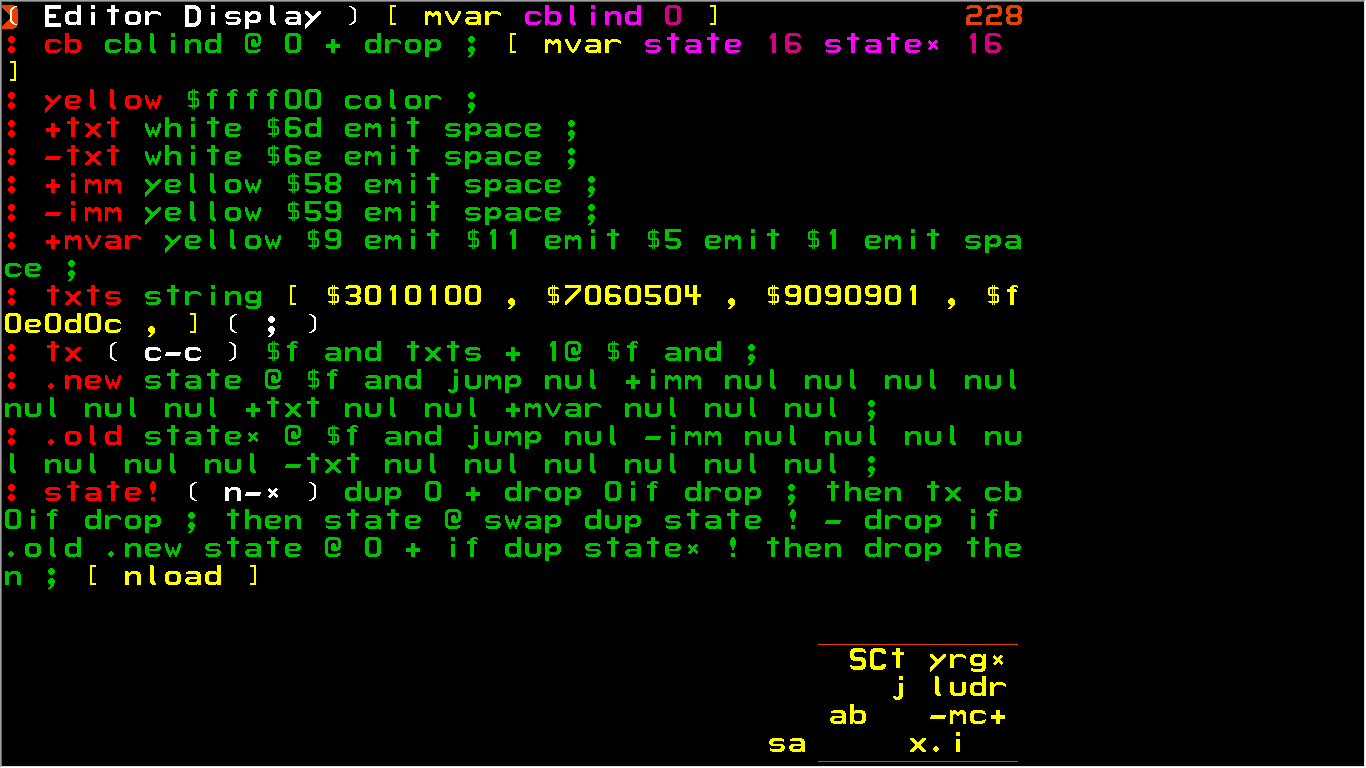 ( Editor Display ) [ mvar cblind 0 ] 228
: cb cblind @ 0 + drop ; [ mvar state 16 state× 16
]
: yellow $ffff00 color ;
: +txt white $6d emit space ;
: -txt white $6e emit space ;
: +imm yellow $58 emit space ;
: -imm yellow $59 emit space ;
: +mvar yellow $9 emit $11 emit $5 emit $1 emit spa
ce ;
: txts string [ $3010100 , $7060504 , $9090901 , $f
0e0d0c , ] ( ; )
: tx ( c-c ) $f and txts + 1@ $f and ;
: .new state @ $f and jump nul +imm nul nul nul nul
nul nul nul +txt nul nul +mvar nul nul nul ;
: .old state× @ $f and jump nul -imm nul nul nul nu
l nul nul nul -txt nul nul nul nul nul nul ;
: state! ( n-× ) dup 0 + drop 0if drop ; then tx cb
0if drop ; then state @ swap dup state ! - drop if
.old .new state @ 0 + if dup state× ! then drop the
n ; [ nload ]
SCt yrg×
j ludr
ab -mc+
sa x.i